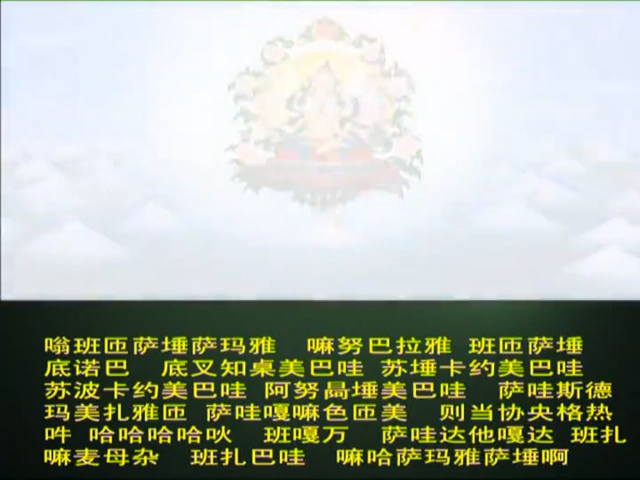 嗡班匝萨埵萨玛雅 嘛努巴拉雅 班匝萨埵
底诺巴 底叉知桌美巴哇 苏埵卡约美巴哇
苏波卡约美巴哇 阿努晑埵美巴哇 萨哇斯德
玛美扎雅匝 萨哇嘎嘛色匝美 则当协央格热
吽 哈哈哈哈吙 班嘎万 萨哇达他嘎达 班扎
嘛麦母杂 班扎巴哇 嘛哈萨玛雅萨埵啊